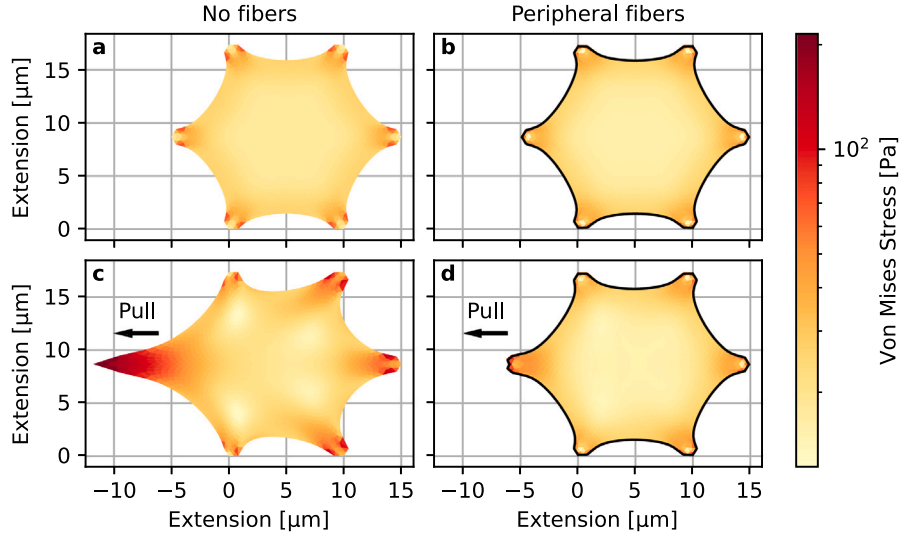 No fibers
Peripheral fibers
a
b
15
10
5
0
Extension [μm]
10²
Von Mises Stress [Pa]
c
d
Pull
Pull
15
10
5
0
Extension [μm]
−10
−5
0
5
10
15
−10
−5
0
5
10
15
Extension [μm]
Extension [μm]